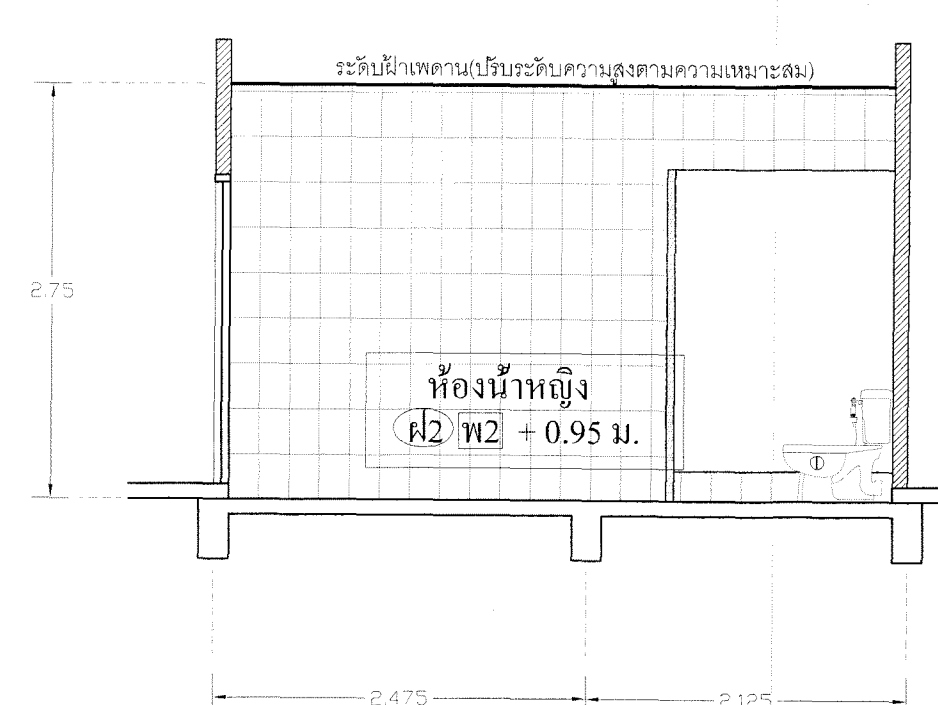 ระดับฝ้าเพดาน(ปรับระดับความสูงตามความเหมาะสม)
2.75
ห้องน้ำหญิง
ฝ2 พ2 + 0.95 ม.
1
2.475 2.125